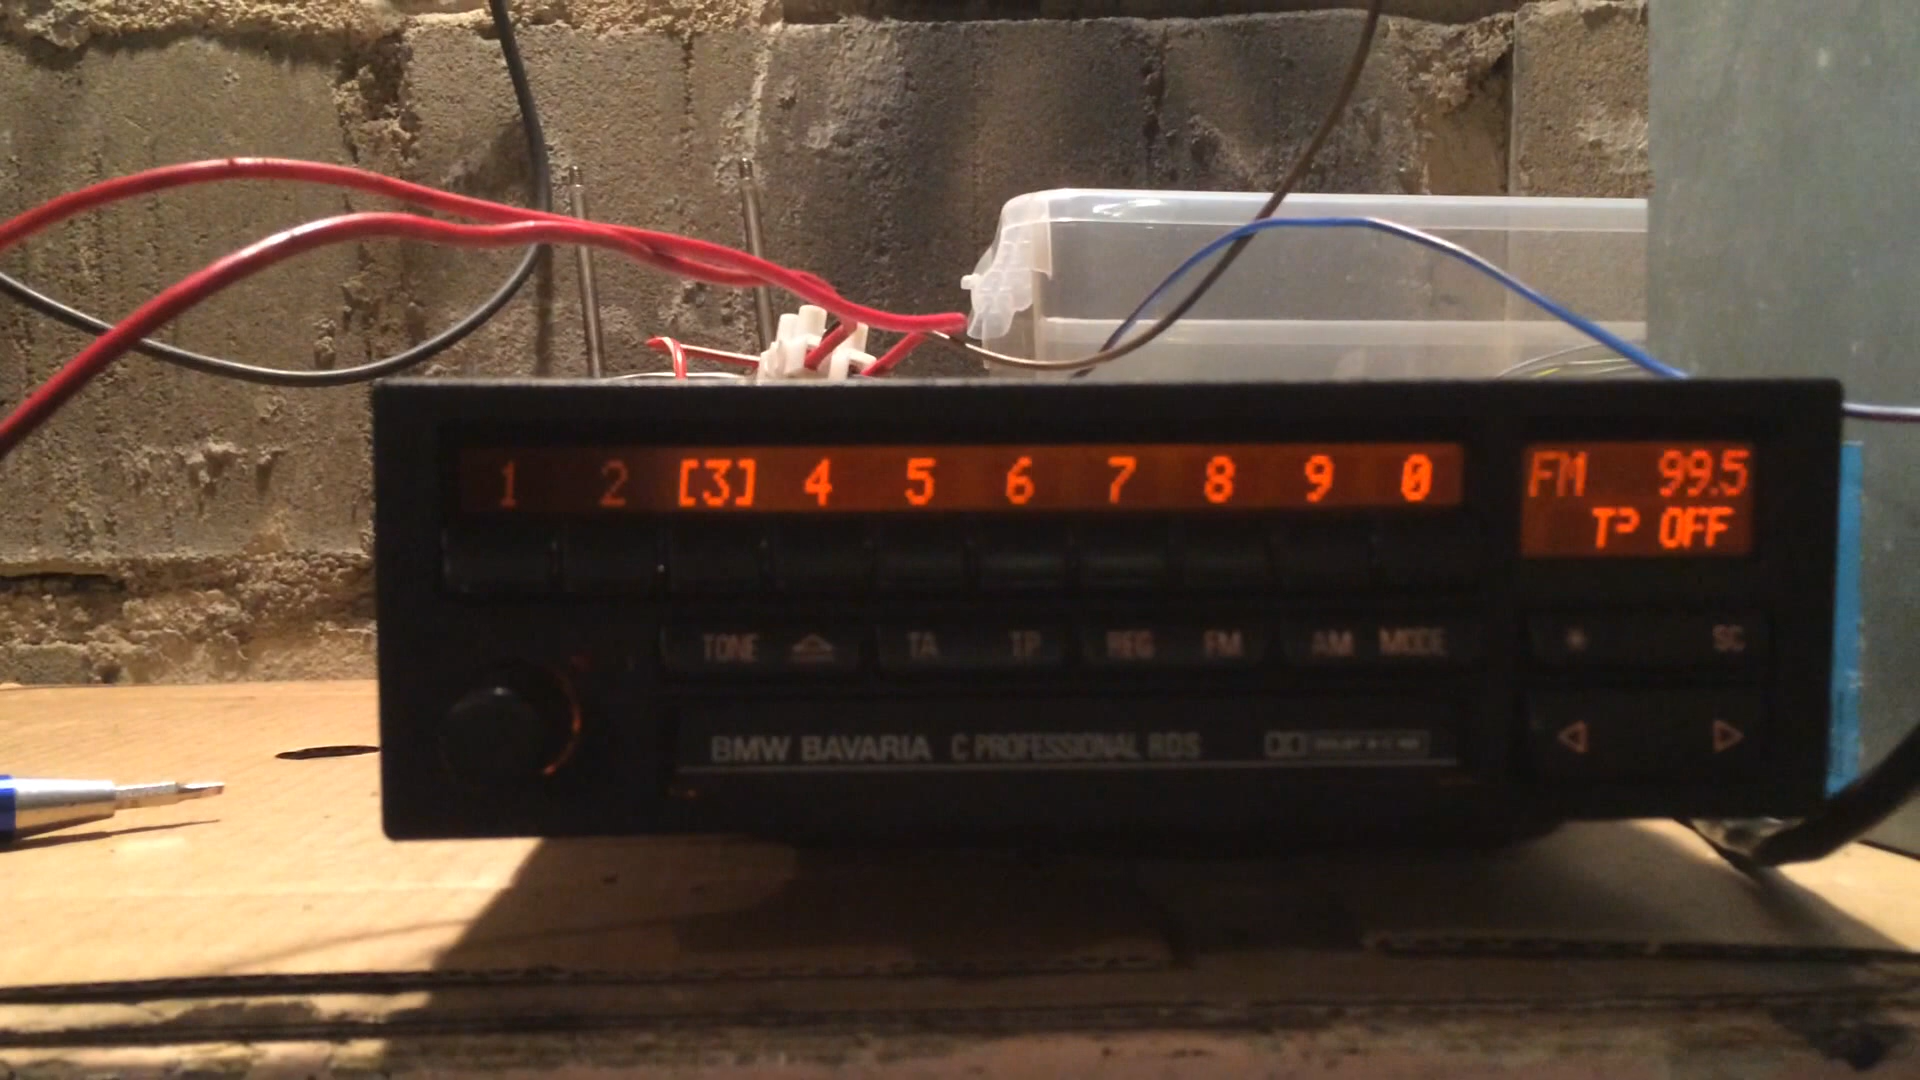 1 2 [3] 4 5 6 7 8 9 0
FM 99.5
TP OFF
TONE TA TP REG FM AM MODE
SC
BMW BAVARIA C PROFESSIONAL RDS